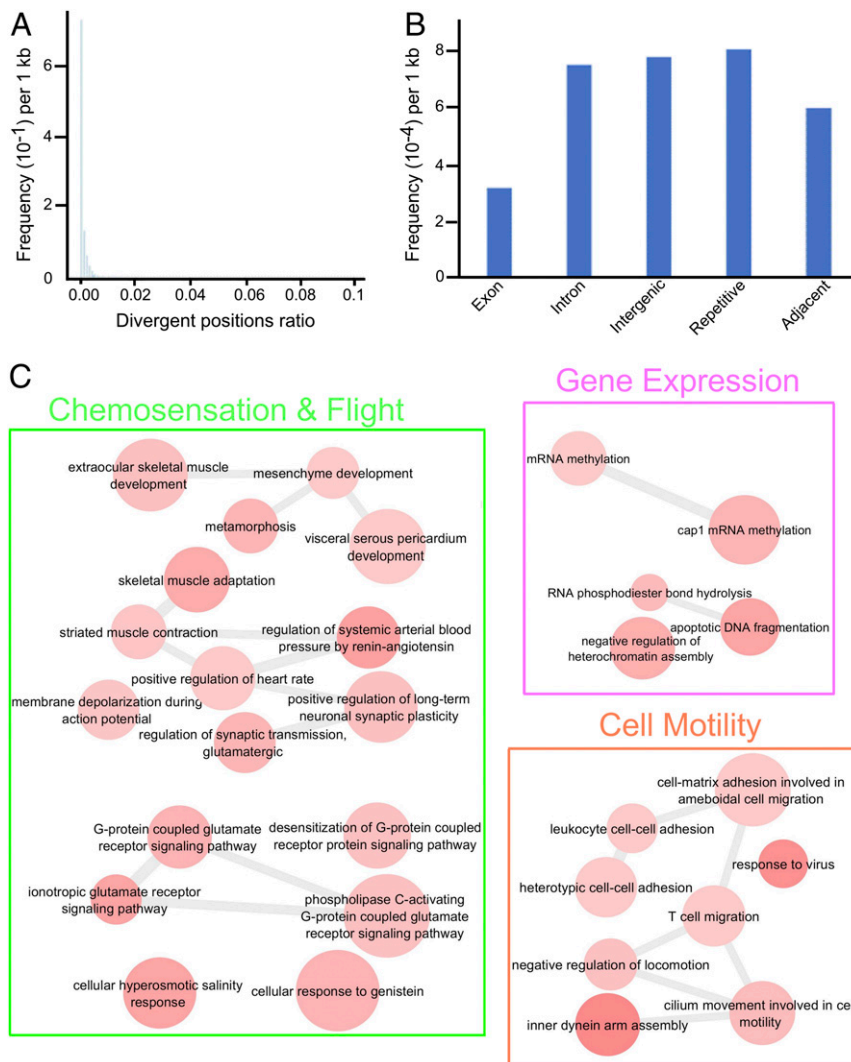 A
Frequency (10-1) per 1 kb
6
4
2
0
0.00 0.02 0.04 0.06 0.08 0.1
Divergent positions ratio
B
Frequency (10-4) per 1 kb
8
6
4
2
0
Exon Intron Intergenic Repetitive Adjacent
C
Chemosensation & Flight
extraocular skeletal muscle
development
mesenchyme development
metamorphosis
visceral serous pericardium
development
skeletal muscle adaptation
striated muscle contraction
regulation of systemic arterial blood
pressure by renin-angiotensin
positive regulation of heart rate
membrane depolarization during
action potential
positive regulation of long-term
neuronal synaptic plasticity
regulation of synaptic transmission,
glutamatergic
G-protein coupled glutamate
receptor signaling pathway
desensitization of G-protein coupled
receptor protein signaling pathway
ionotropic glutamate receptor
signaling pathway
phospholipase C-activating
G-protein coupled glutamate
receptor signaling pathway
cellular hyperosmotic salinity
response
cellular response to genistein
Gene Expression
mRNA methylation
cap1 mRNA methylation
RNA phosphodiester bond hydrolysis
apoptotic DNA fragmentation
negative regulation of
heterochromatin assembly
Cell Motility
cell-matrix adhesion involved in
ameboidal cell migration
leukocyte cell-cell adhesion
response to virus
heterotypic cell-cell adhesion
T cell migration
negative regulation of locomotion
cilium movement involved in ce
motility
inner dynein arm assembly